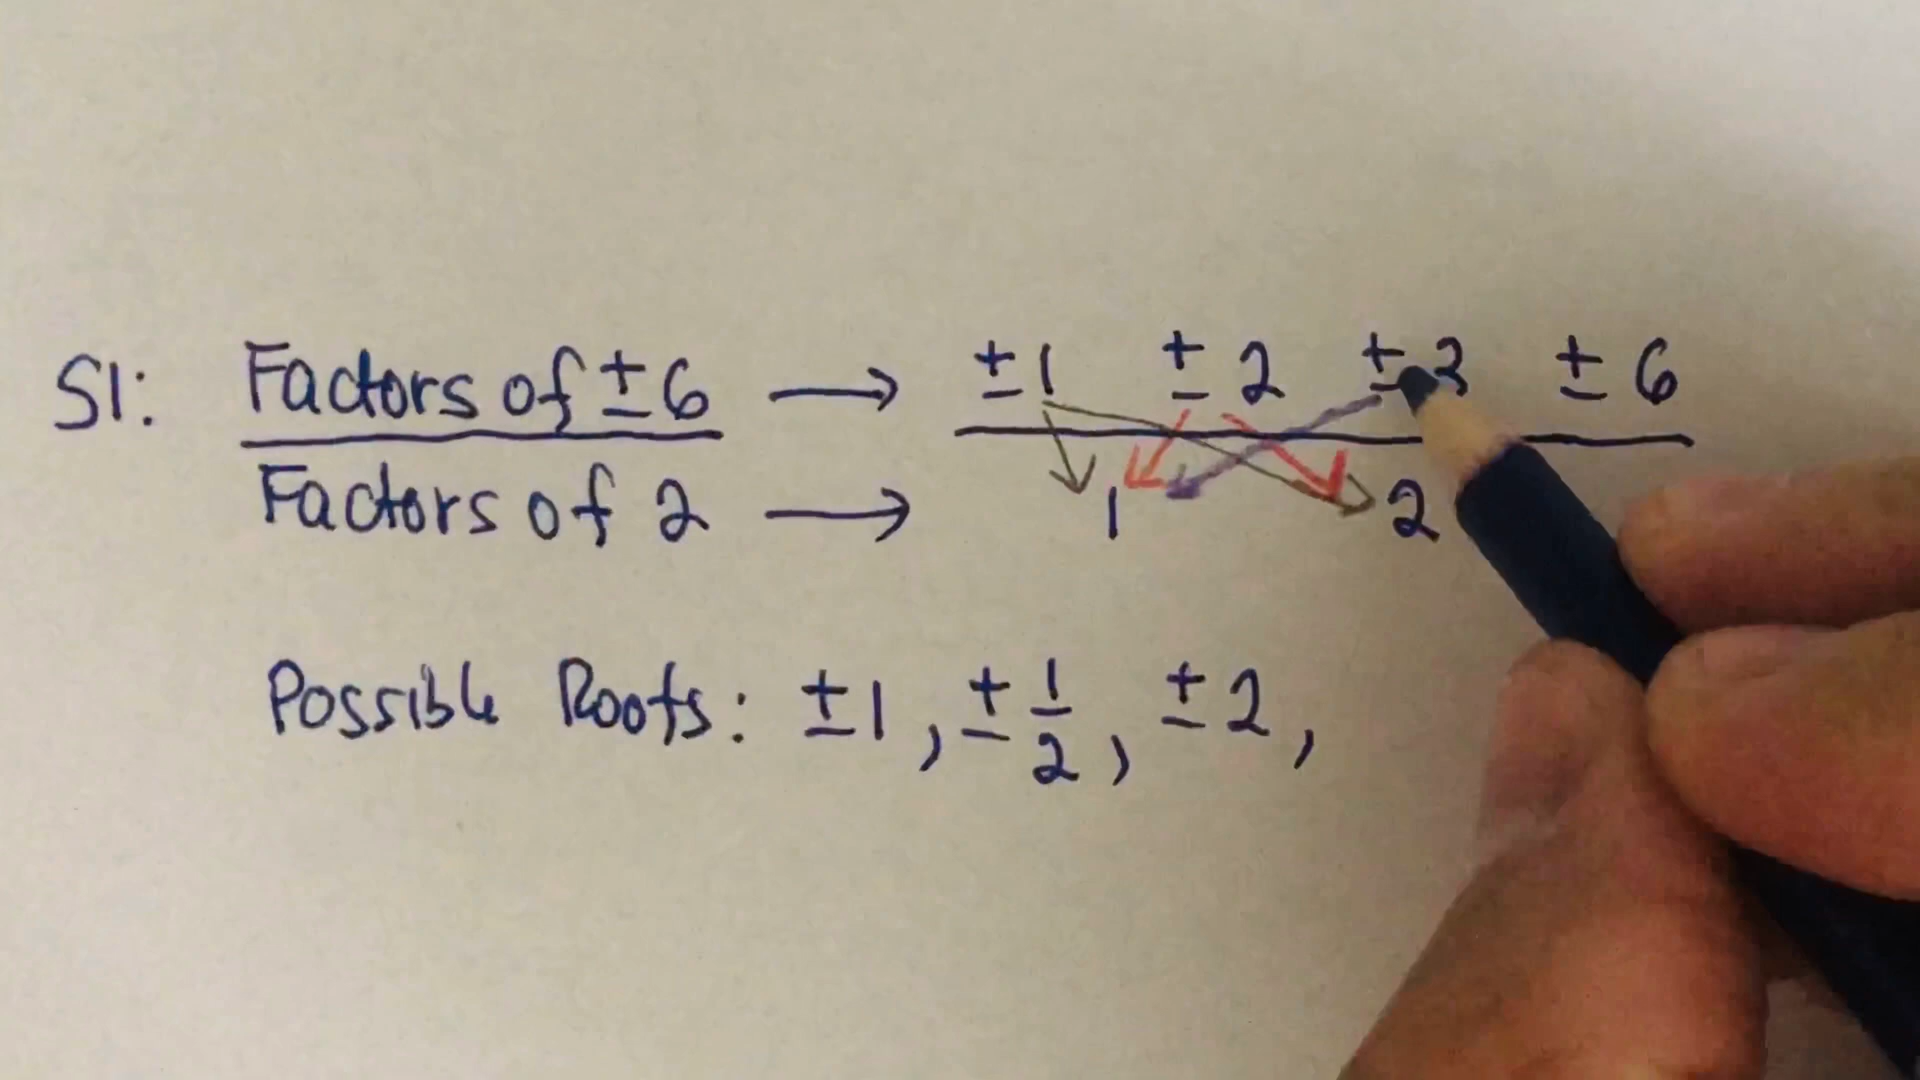 S1: Factors of ±6 → ±1 ±2 ±3 ±6
Factors of 2 → 1 2
Possible Roots: ±1, ±1/2, ±2,